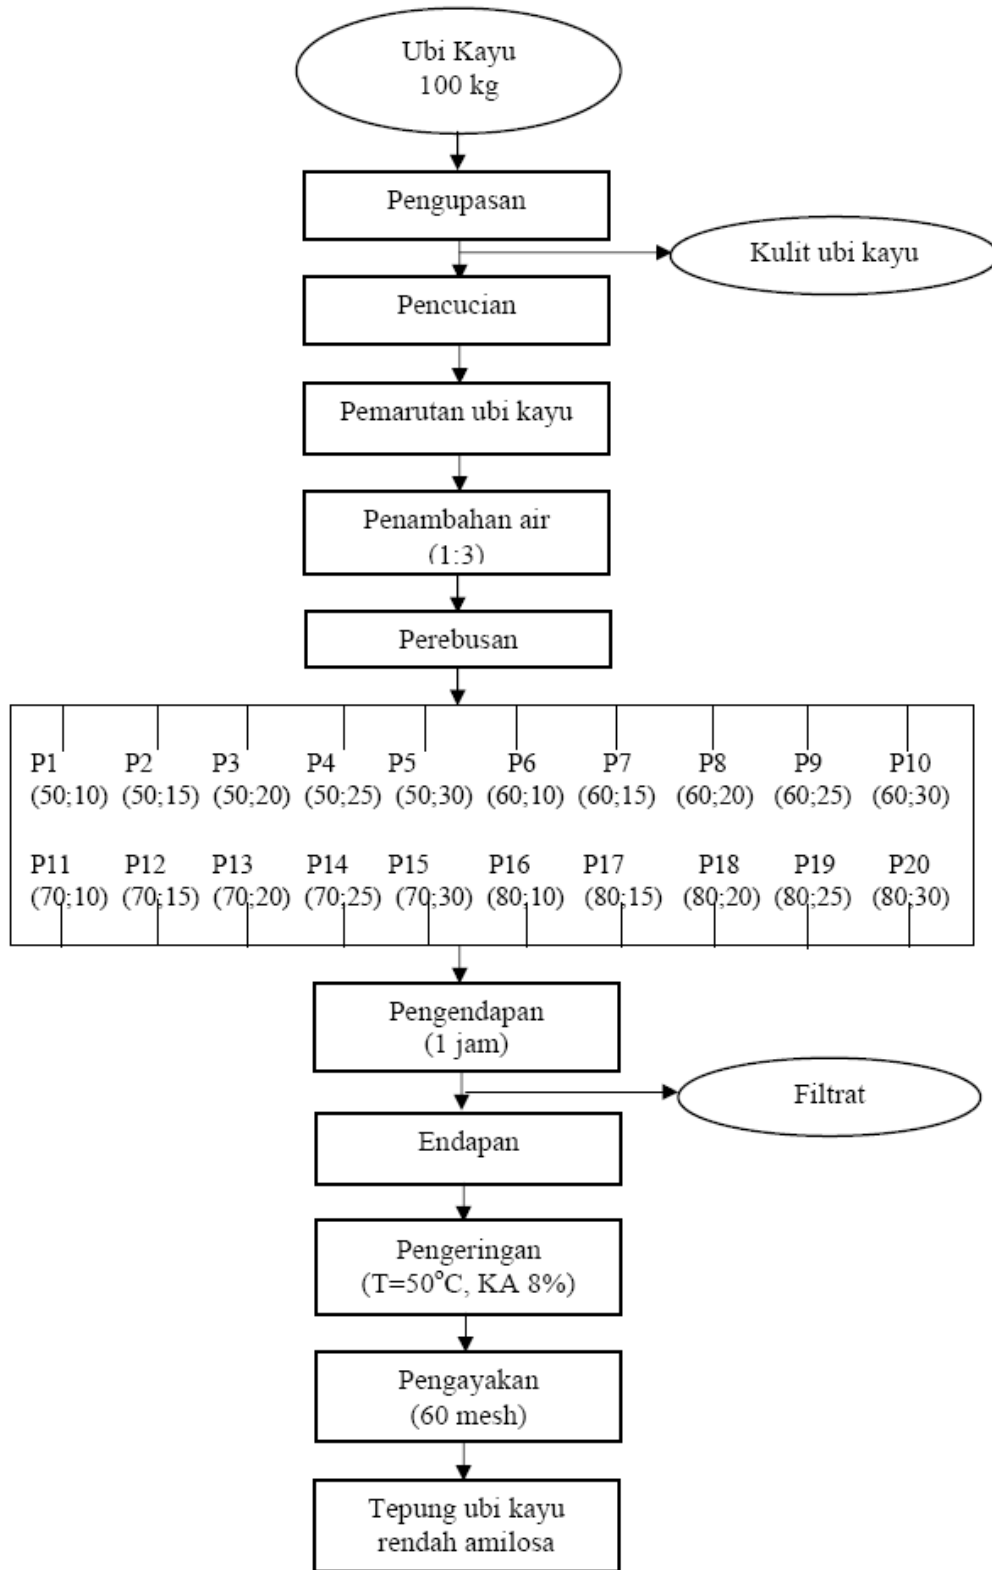 Ubi Kayu
100 kg
Pengupasan
Kulit ubi kayu
Pencucian
Pemarutan ubi kayu
Penambahan air
(1:3)
Perebusan
P1 P2 P3 P4 P5 P6 P7 P8 P9 P10
(50;10) (50;15) (50;20) (50;25) (50;30) (60;10) (60;15) (60;20) (60;25) (60;30)
P11 P12 P13 P14 P15 P16 P17 P18 P19 P20
(70;10) (70;15) (70;20) (70;25) (70;30) (80;10) (80;15) (80;20) (80;25) (80;30)
Pengendapan
(1 jam)
Filtrat
Endapan
Pengeringan
(T=50°C, KA 8%)
Pengayakan
(60 mesh)
Tepung ubi kayu
rendah amilosa